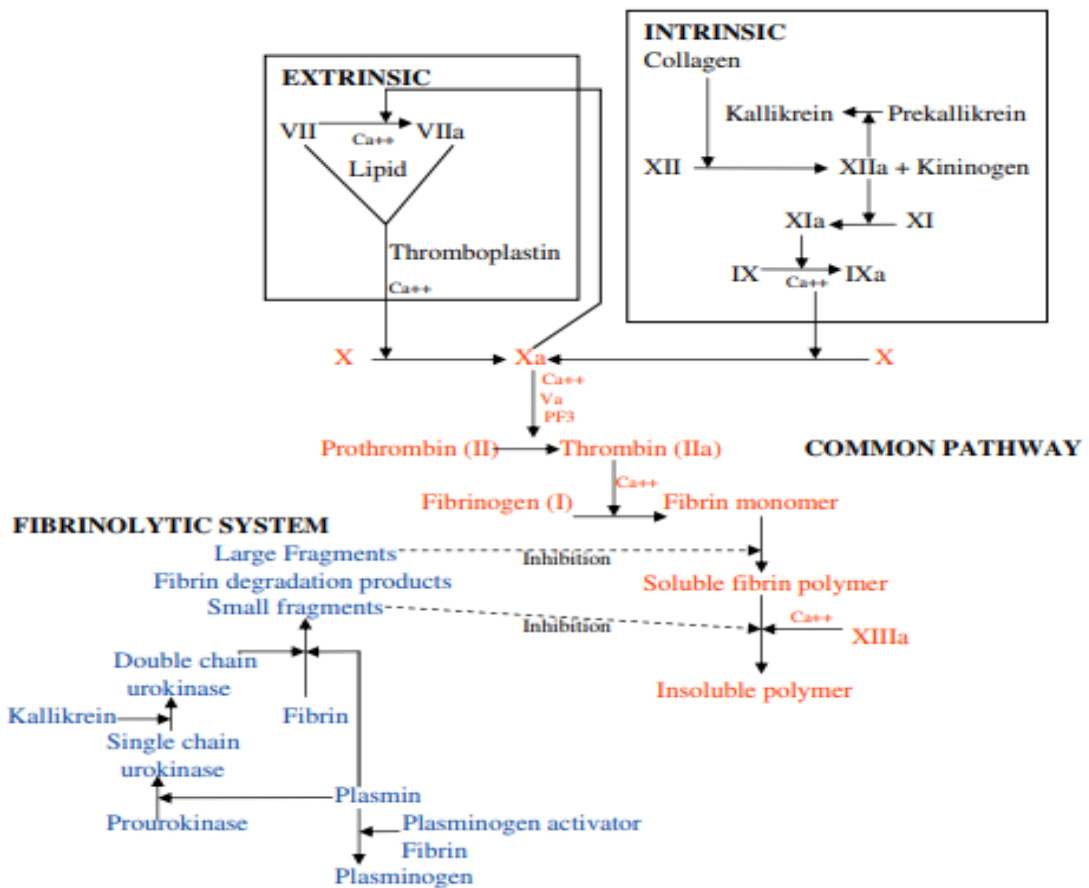 INTRINSIC
Collagen
EXTRINSIC
Kallikrein
Prekallikrein
VII
Ca++
VIIa
Lipid
XII
XIIa + Kininogen
XIa
XI
Thromboplastin
Ca++
IX
Ca++
IXa
X
Xa
X
Ca++
Va
PF3
Prothrombin (II)
Thrombin (IIa)
COMMON PATHWAY
Ca++
Fibrinogen (I)
Fibrin monomer
FIBRINOLYTIC SYSTEM
Large Fragments
Inhibition
Fibrin degradation products
Soluble fibrin polymer
Small fragments
Inhibition
Ca++
XIIIa
Double chain
urokinase
Insoluble polymer
Kallikrein
Fibrin
Single chain
urokinase
Plasmin
Prourokinase
Plasminogen activator
Fibrin
Plasminogen